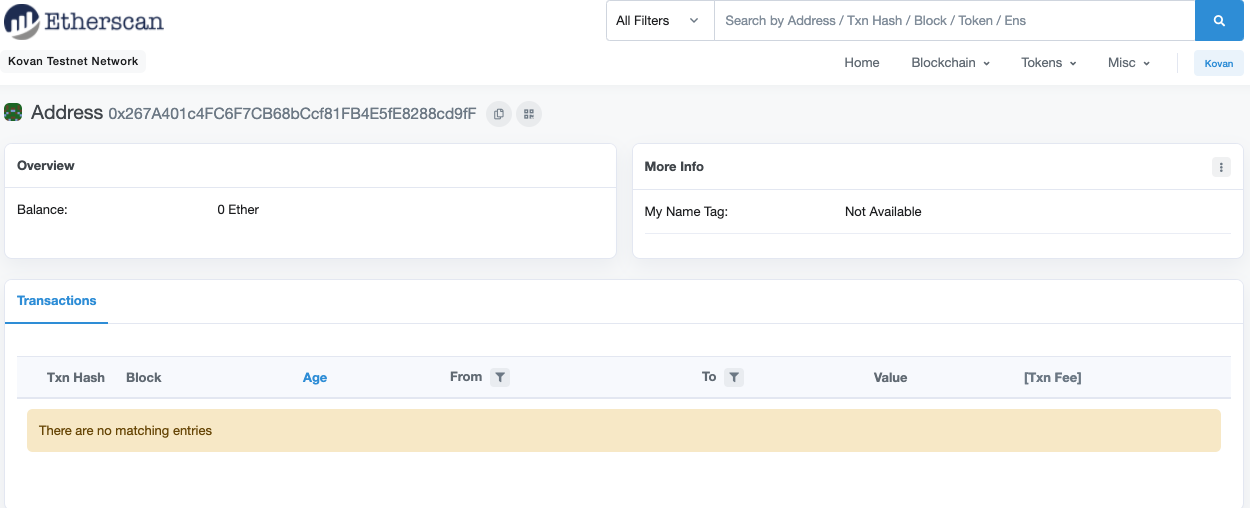 Etherscan
All Filters Search by Address / Txn Hash / Block / Token / Ens
Kovan Testnet Network
Home Blockchain Tokens Misc Kovan
Address 0x267A401c4FC6F7CB68bCcf81FB4E5fE8288cd9fF
Overview
Balance: 0 Ether
More Info
My Name Tag: Not Available
Transactions
Txn Hash Block Age From To Value [Txn Fee]
There are no matching entries